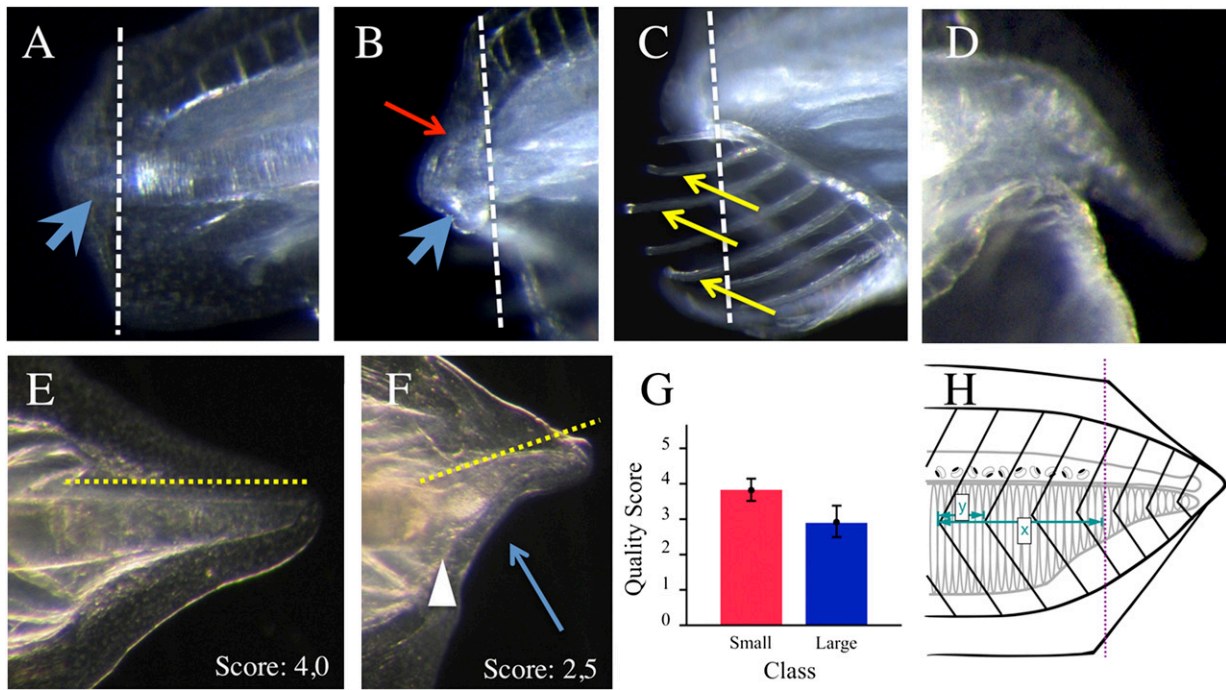 A
B
C
D
E
Score: 4,0
F
Score: 2,5
G
Quality Score
5
4
3
2
1
0
Small
Large
Class
H
y
x